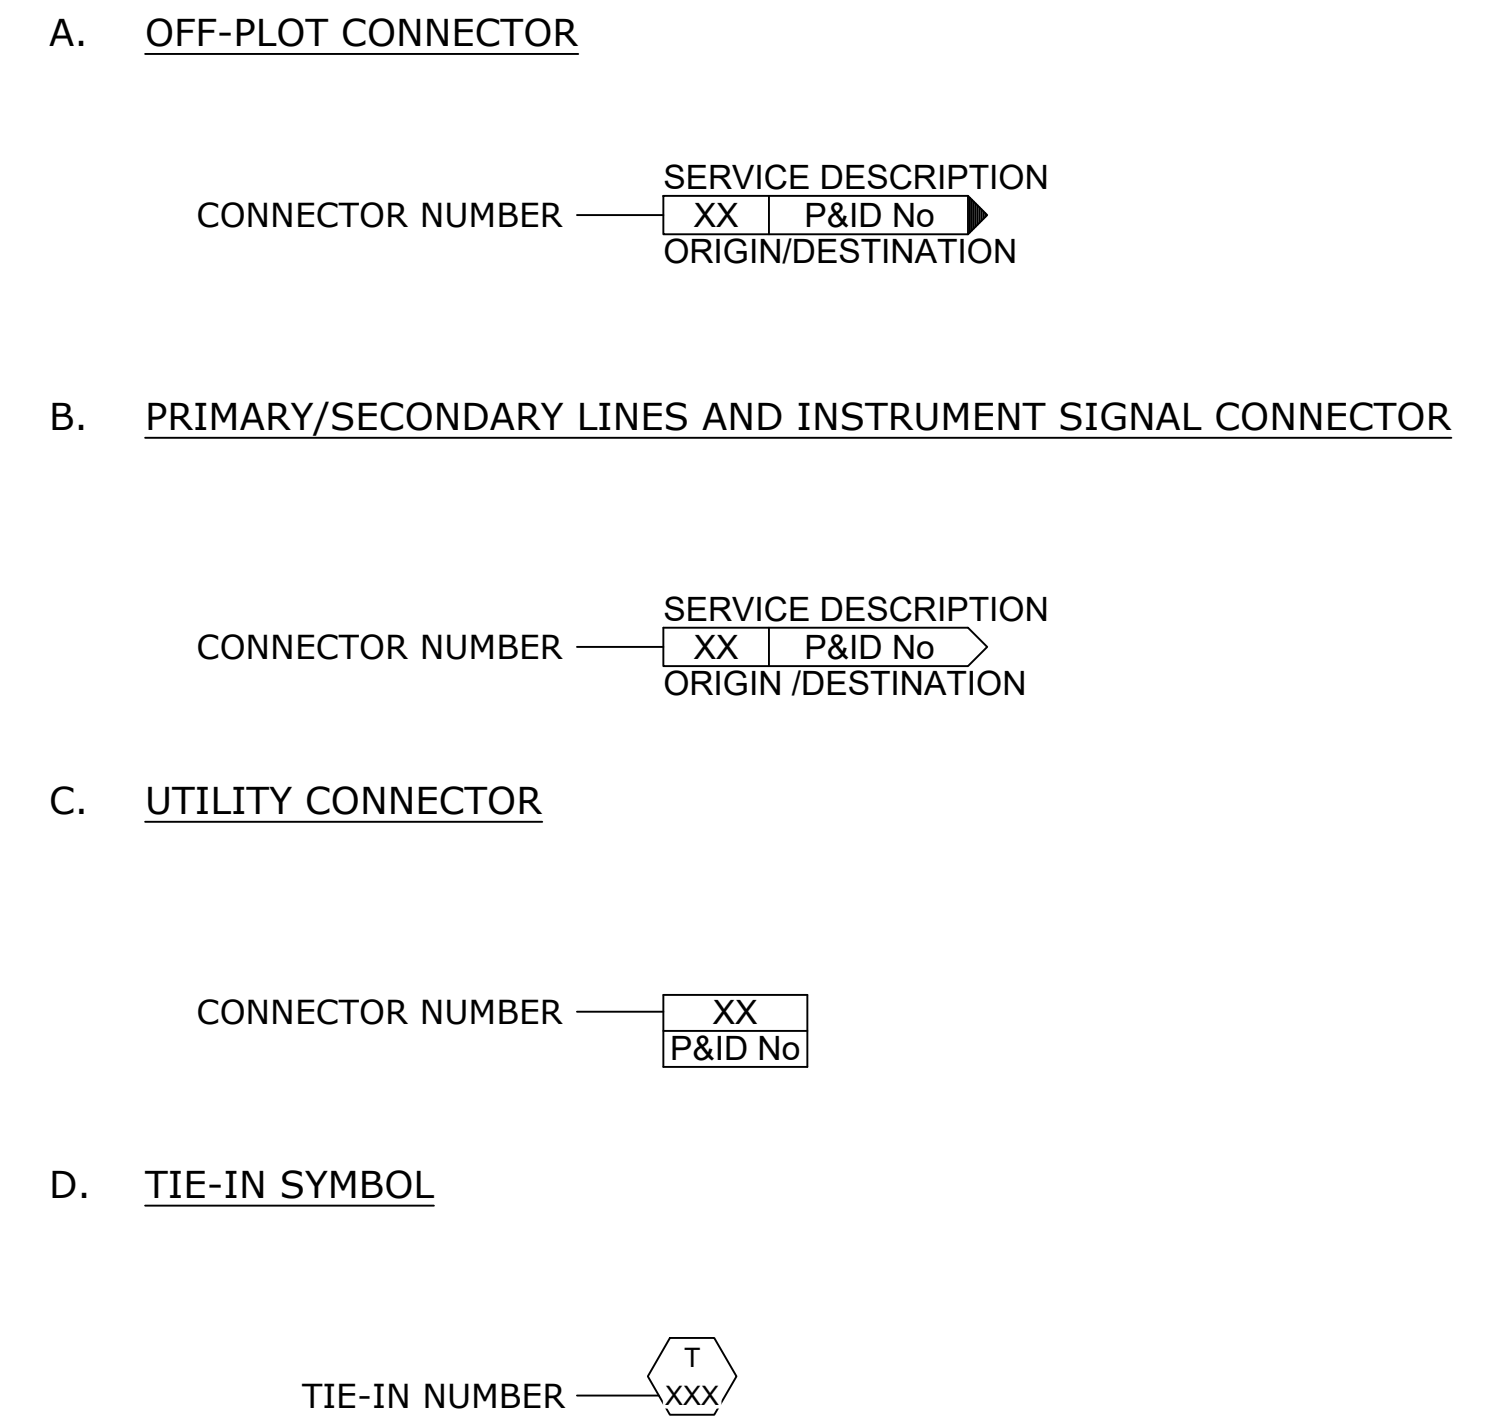 A. OFF-PLOT CONNECTOR
SERVICE DESCRIPTION
CONNECTOR NUMBER XX P&ID No
ORIGIN/DESTINATION
B. PRIMARY/SECONDARY LINES AND INSTRUMENT SIGNAL CONNECTOR
SERVICE DESCRIPTION
CONNECTOR NUMBER XX P&ID No
ORIGIN /DESTINATION
C. UTILITY CONNECTOR
CONNECTOR NUMBER XX
P&ID No
D. TIE-IN SYMBOL
T
TIE-IN NUMBER XXX